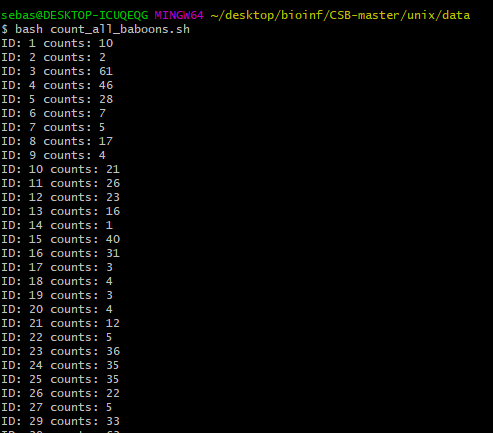 sebas@DESKTOP-ICUQEQG MINGW64 ~/desktop/bioinf/CSB-master/unix/data
$ bash count_all_baboons.sh
ID: 1 counts: 10
ID: 2 counts: 2
ID: 3 counts: 61
ID: 4 counts: 46
ID: 5 counts: 28
ID: 6 counts: 7
ID: 7 counts: 5
ID: 8 counts: 17
ID: 9 counts: 4
ID: 10 counts: 21
ID: 11 counts: 26
ID: 12 counts: 23
ID: 13 counts: 16
ID: 14 counts: 1
ID: 15 counts: 40
ID: 16 counts: 31
ID: 17 counts: 3
ID: 18 counts: 4
ID: 19 counts: 3
ID: 20 counts: 4
ID: 21 counts: 12
ID: 22 counts: 5
ID: 23 counts: 36
ID: 24 counts: 35
ID: 25 counts: 35
ID: 26 counts: 22
ID: 27 counts: 5
ID: 29 counts: 33